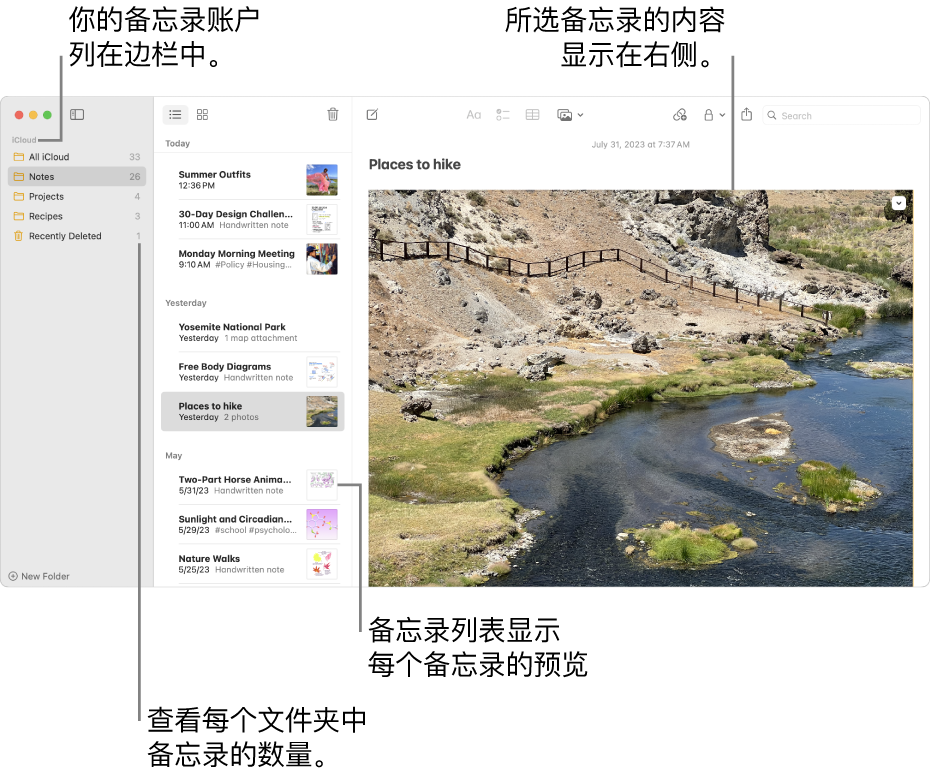 你的备忘录账户
列在边栏中。
所选备忘录的内容
显示在右侧。
iCloud
All iCloud 33
Notes 26
Projects 4
Recipes 3
Recently Deleted 1
New Folder
Today
Summer Outfits
12:36 PM
30-Day Design Challen...
11:00 AM Handwritten note
Monday Morning Meeting
9:10 AM #Policy #Housing...
Yesterday
Yosemite National Park
Yesterday 1 map attachment
Free Body Diagrams
Yesterday Handwritten note
Places to hike
Yesterday 2 photos
May
Two-Part Horse Anima...
5/31/23 Handwritten note
Sunlight and Circadian...
5/29/23 #school #psycholo...
Nature Walks
5/25/23 Handwritten note
Aa
Search
July 31, 2023 at 7:37 AM
Places to hike
备忘录列表显示
每个备忘录的预览
查看每个文件夹中
备忘录的数量。